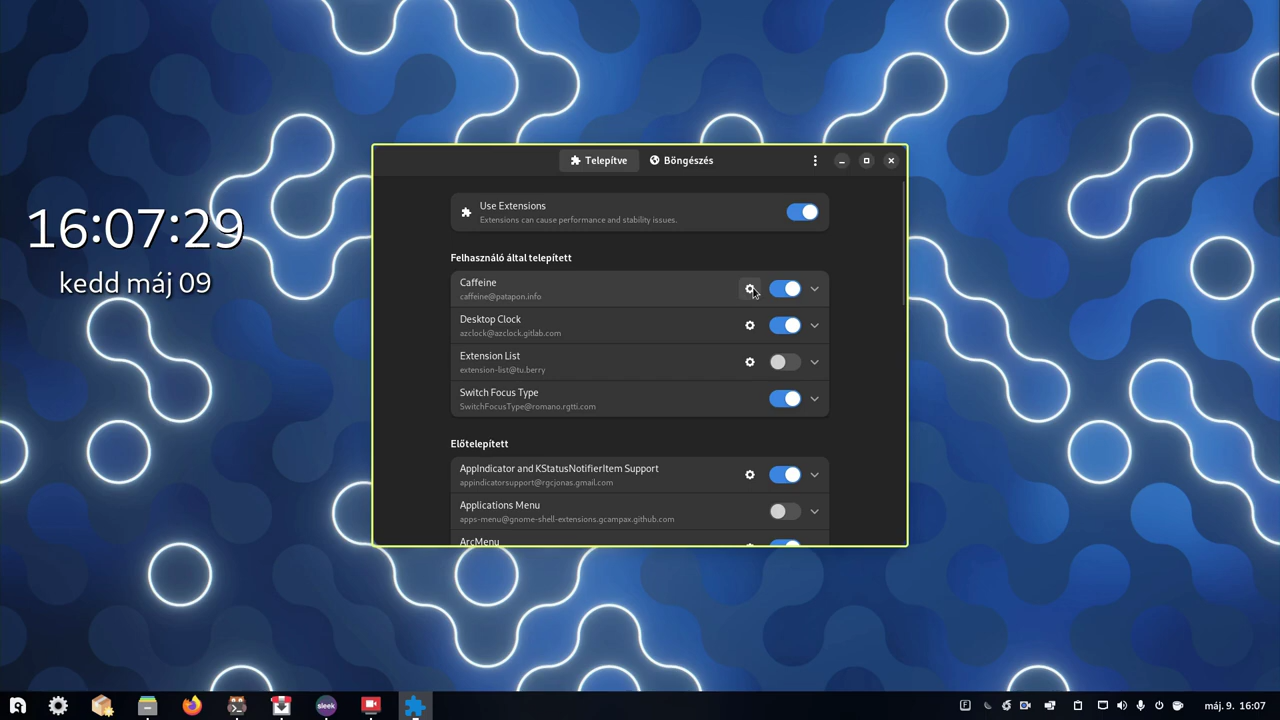 Telepítve
Böngészés
Use Extensions
Extensions can cause performance and stability issues.
16:07:29
kedd máj 09
Felhasználó által telepített
Caffeine
caffeine@patapon.info
Desktop Clock
azclock@azclock.gitlab.com
Extension List
extension-list@tu.berry
Switch Focus Type
SwitchFocusType@romano.rgtti.com
Előtelepített
AppIndicator and KStatusNotifierItem Support
appindicatorsupport@rgcjonas.gmail.com
Applications Menu
apps-menu@gnome-shell-extensions.gcampax.github.com
ArcMenu
sleek
máj. 9. 16:07